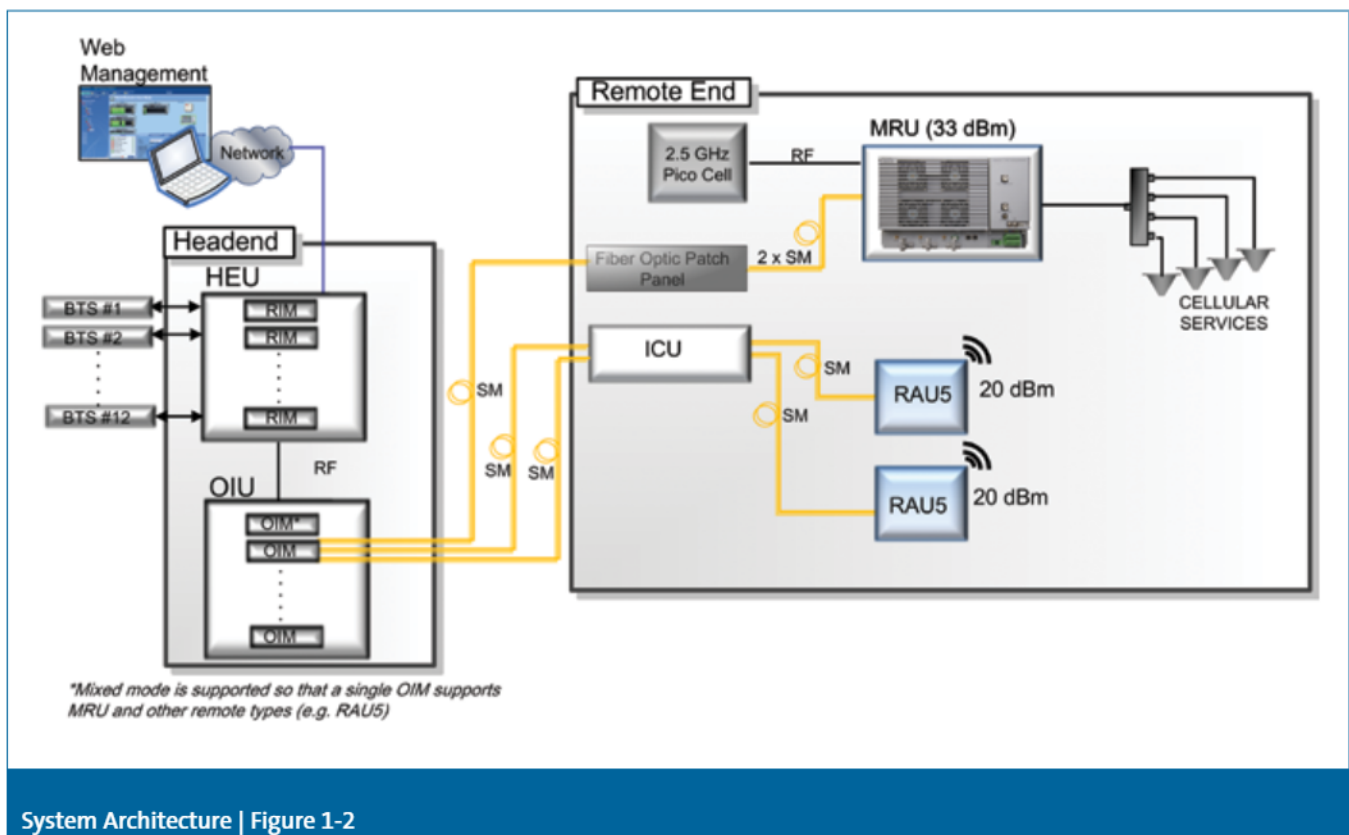 Web
Management
Network
Headend
HEU
RIM
RIM
RIM
BTS #1
BTS #2
BTS #12
RF
OIU
OIM*
OIM
OIM
SM
SM
SM
Remote End
2.5 GHz
Pico Cell
RF
MRU (33 dBm)
Fiber Optic Patch
Panel
2 x SM
CELLULAR
SERVICES
ICU
SM
SM
RAU5
20 dBm
RAU5
20 dBm
*Mixed mode is supported so that a single OIM supports
MRU and other remote types (e.g. RAU5)
System Architecture | Figure 1-2